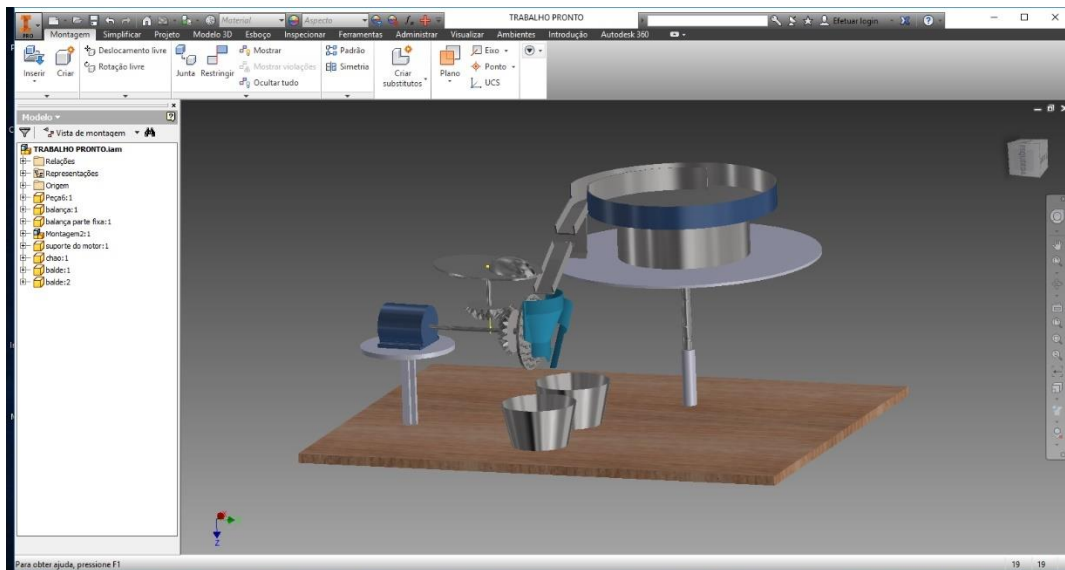 Material
Aspecto
TRABALHO PRONTO
Efetuar login
PRO
Montagem Simplificar Projeto Modelo 3D Esboço Inspecionar Ferramentas Administrar Visualizar Ambientes Introdução Autodesk 360
Inserir
Criar
Deslocamento livre
Rotação livre
Junta
Restringir
Mostrar
Mostrar violações
Ocultar tudo
Padrão
Simetria
Criar
substitutos
Plano
Eixo
Ponto
UCS
Modelo
Vista de montagem
TRABALHO PRONTO.iam
Relações
Representações
Origem
Peça6:1
balança:1
balança parte fixa:1
Montagem2:1
suporte do motor:1
chao:1
balde:1
balde:2
Z
Para obter ajuda, pressione F1
19 19